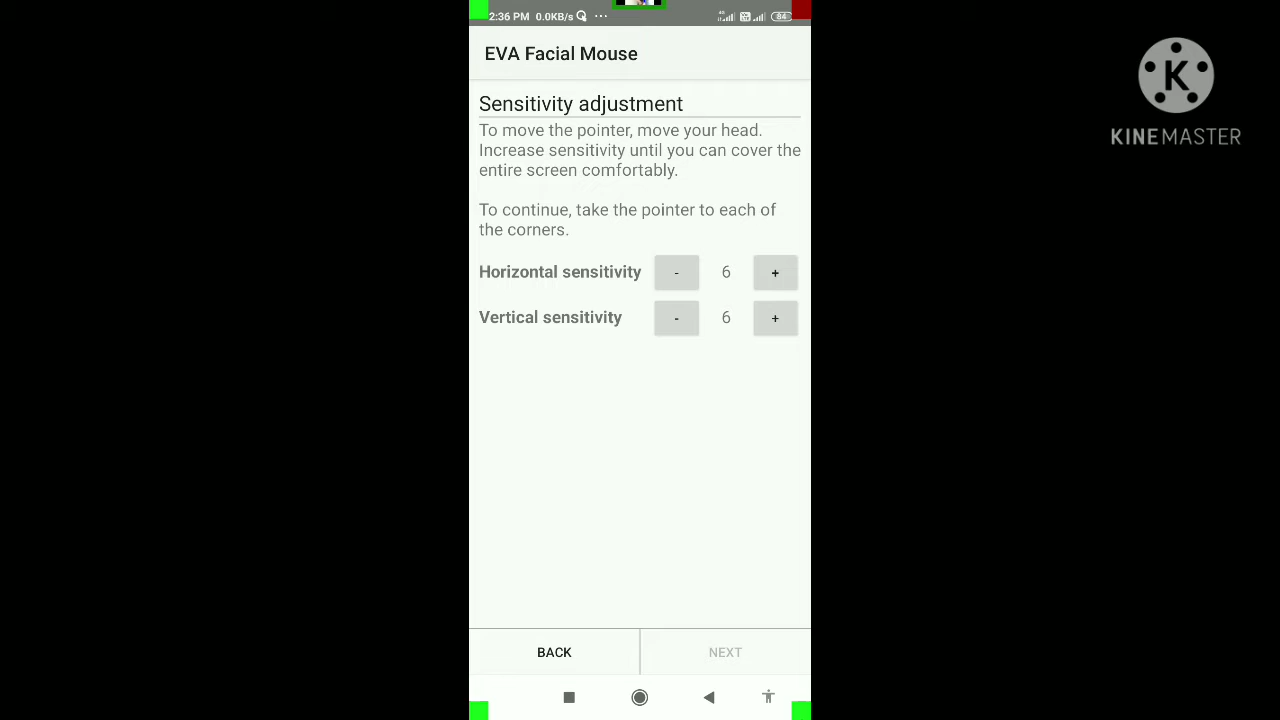 2:36 PM 0.0KB/s ... 4G 84
EVA Facial Mouse
K
KINEMASTER
Sensitivity adjustment
To move the pointer, move your head.
Increase sensitivity until you can cover the
entire screen comfortably.
To continue, take the pointer to each of
the corners.
Horizontal sensitivity - 6 +
Vertical sensitivity - 6 +
BACK NEXT